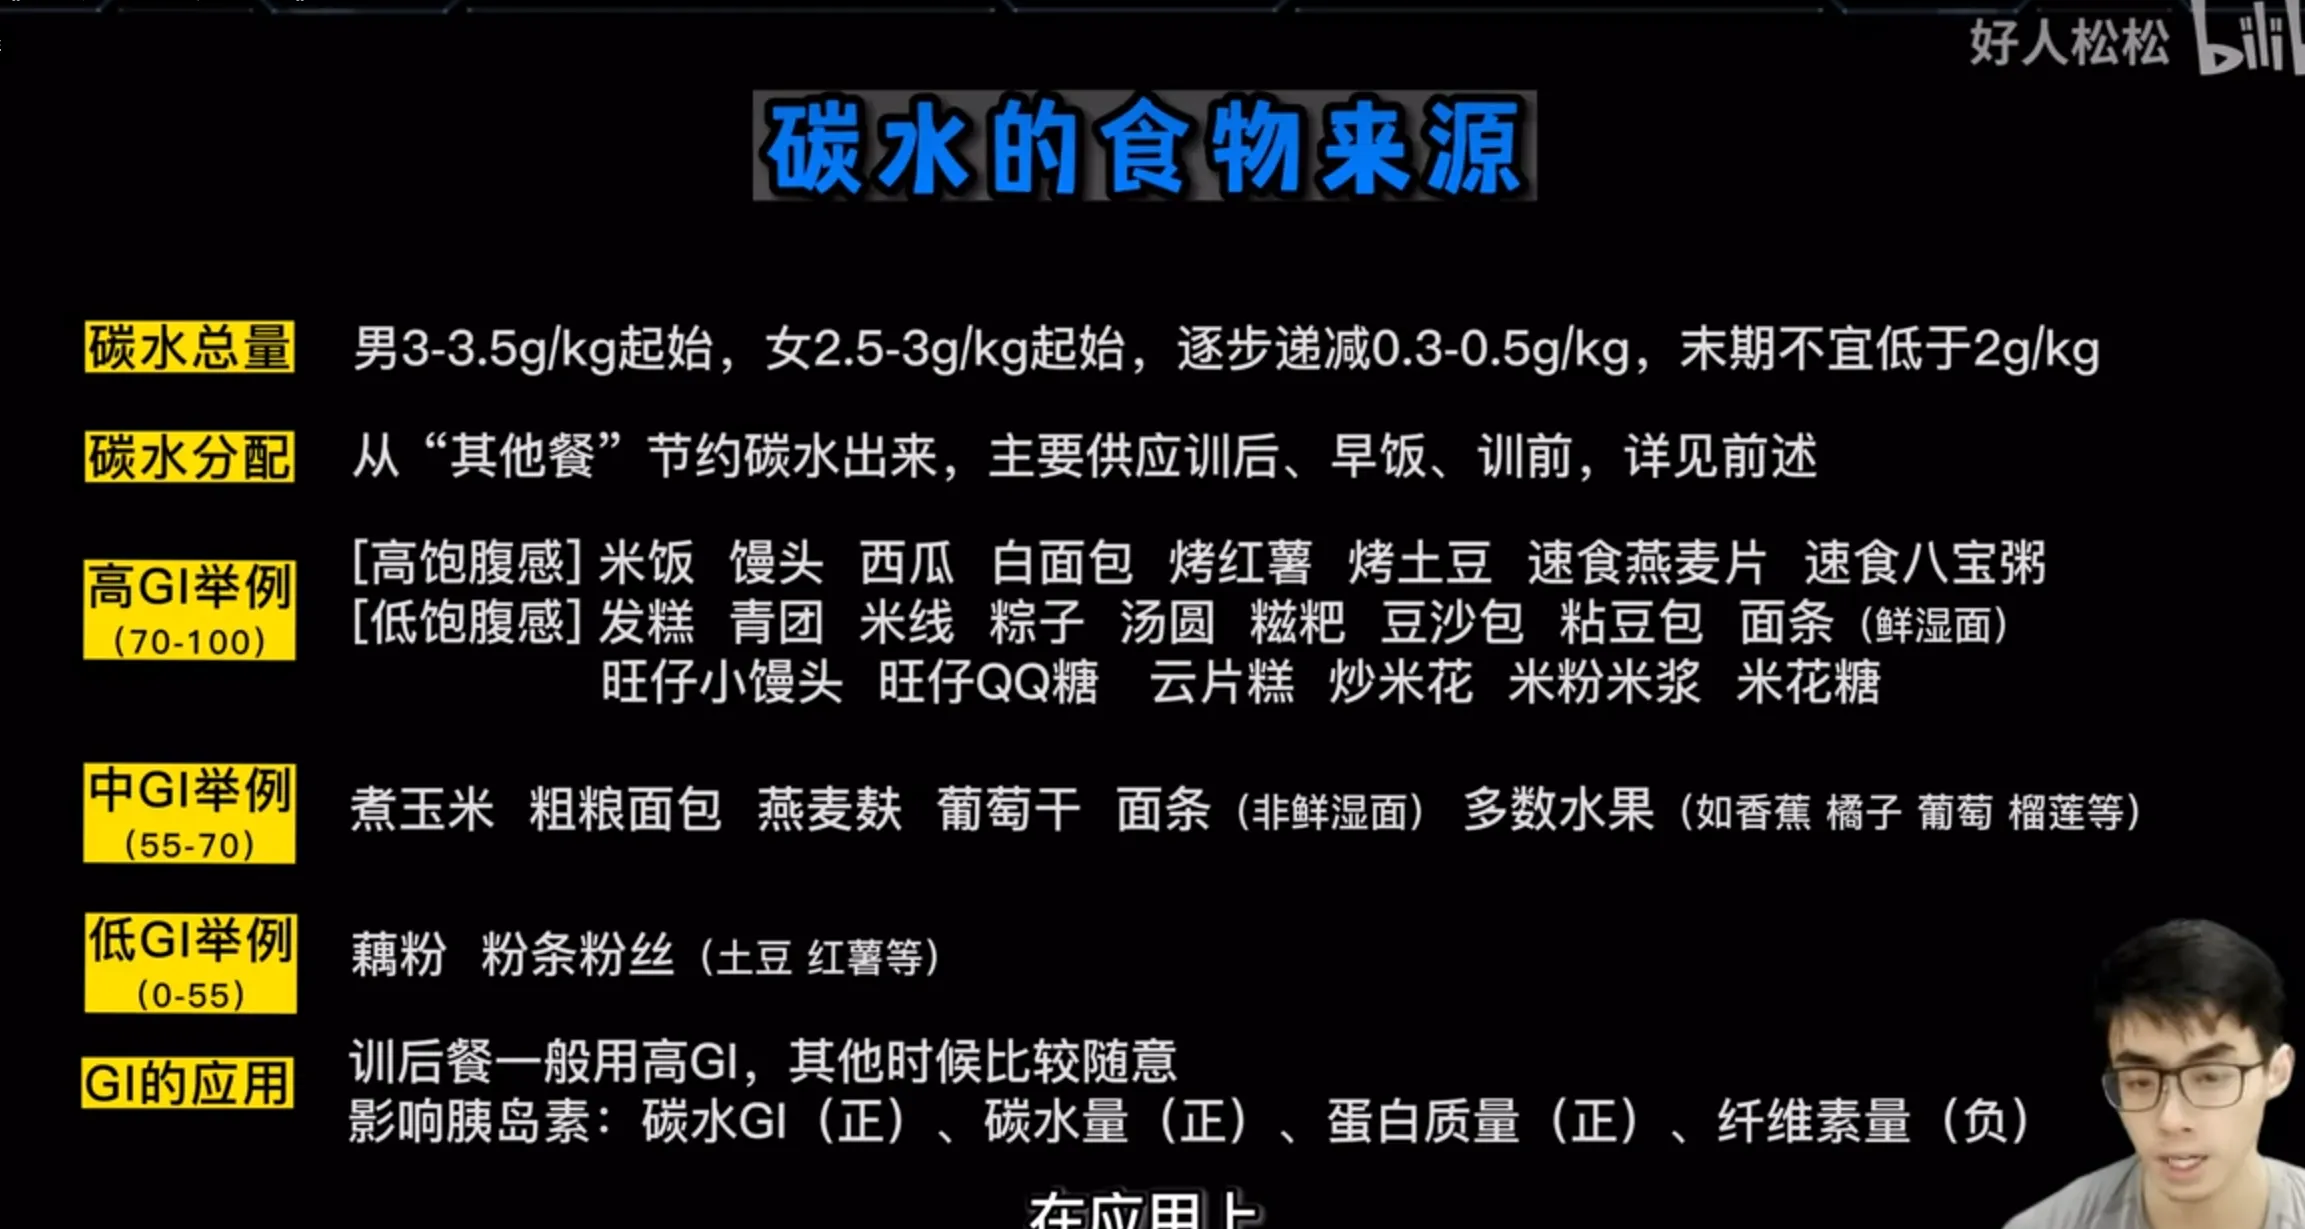 好人松松 bilib
碳水的食物来源
碳水总量 男3-3.5g/kg起始，女2.5-3g/kg起始，逐步递减0.3-0.5g/kg，末期不宜低于2g/kg
碳水分配 从“其他餐”节约碳水出来，主要供应训后、早饭、训前，详见前述
高GI举例
（70-100）
[高饱腹感] 米饭 馒头 西瓜 白面包 烤红薯 烤土豆 速食燕麦片 速食八宝粥
[低饱腹感] 发糕 青团 米线 粽子 汤圆 糍粑 豆沙包 粘豆包 面条（鲜湿面）
旺仔小馒头 旺仔QQ糖 云片糕 炒米花 米粉米浆 米花糖
中GI举例
（55-70）
煮玉米 粗粮面包 燕麦麸 葡萄干 面条（非鲜湿面） 多数水果（如香蕉 橘子 葡萄 榴莲等）
低GI举例
（0-55）
藕粉 粉条粉丝（土豆 红薯等）
GI的应用
训后餐一般用高GI，其他时候比较随意
影响胰岛素：碳水GI（正）、碳水量（正）、蛋白质量（正）、纤维素量（负）
在应用上